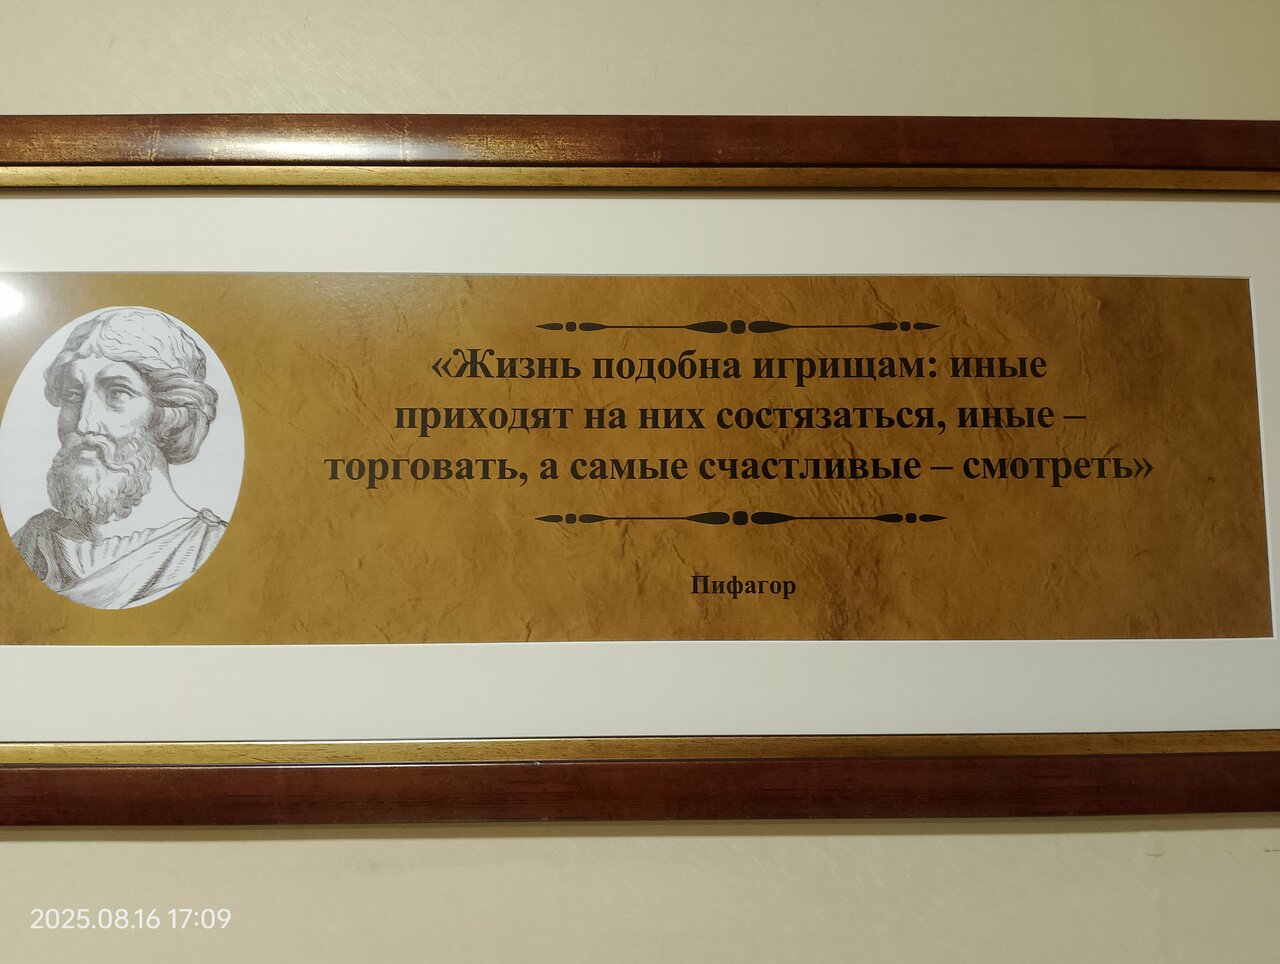 «Жизнь подобна игрищам: иные
приходят на них состязаться, иные –
торговать, а самые счастливые – смотреть»
Пифагор
2025.08.16 17:09